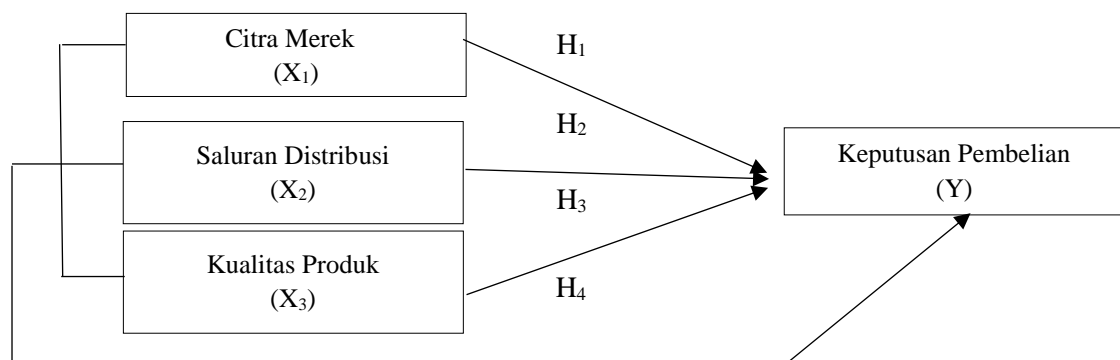 Citra Merek
(X₁)
H₁
H₂
Saluran Distribusi
(X₂)
Keputusan Pembelian
(Y)
H₃
Kualitas Produk
(X₃)
H₄